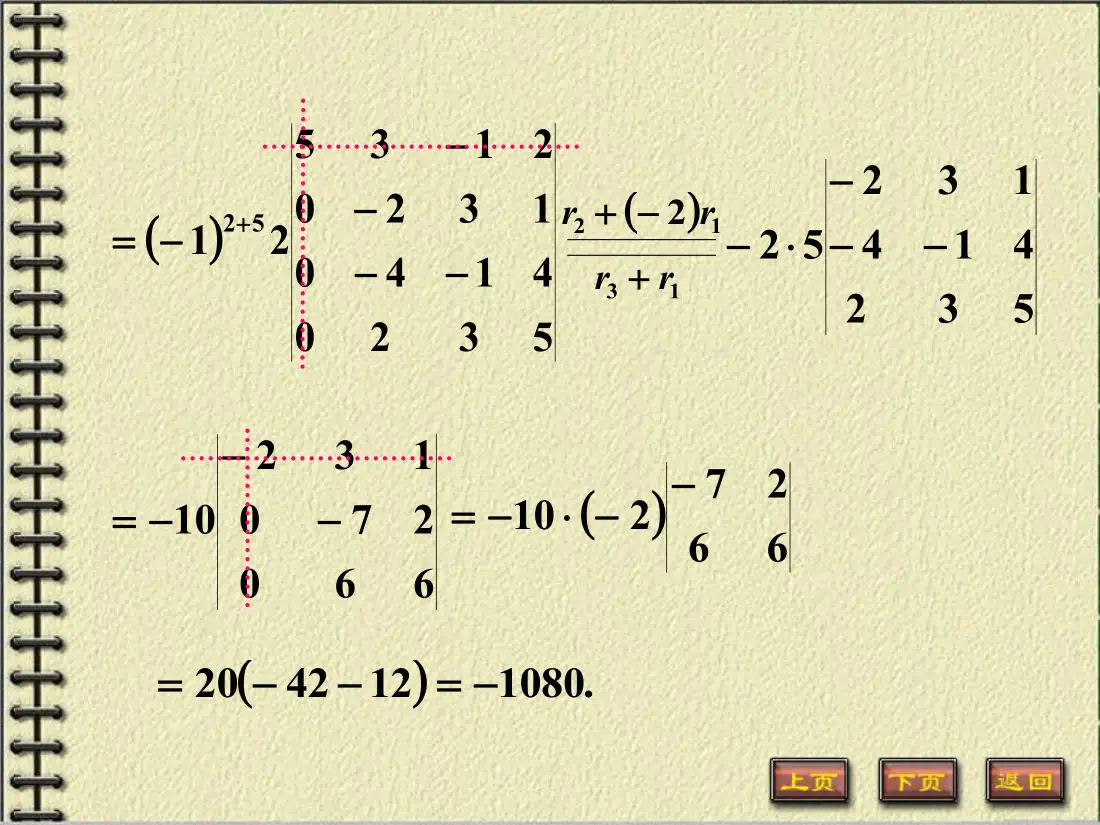 = (−1)^{2+5} 2 | 5 3 −1 2 | r₂ + (−2)r₁ / r₃ + r₁ −2·5 | −2 3 1 |
| 0 −2 3 1 | | −4 −1 4 |
| 0 −4 −1 4 | | 2 3 5 |
| 0 2 3 5 |
= −10 | −2 3 1 | = −10·(−2) | −7 2 |
| 0 −7 2 | | 6 6 |
| 0 6 6 |
= 20(−42−12) = −1080.
上页 下页 返回